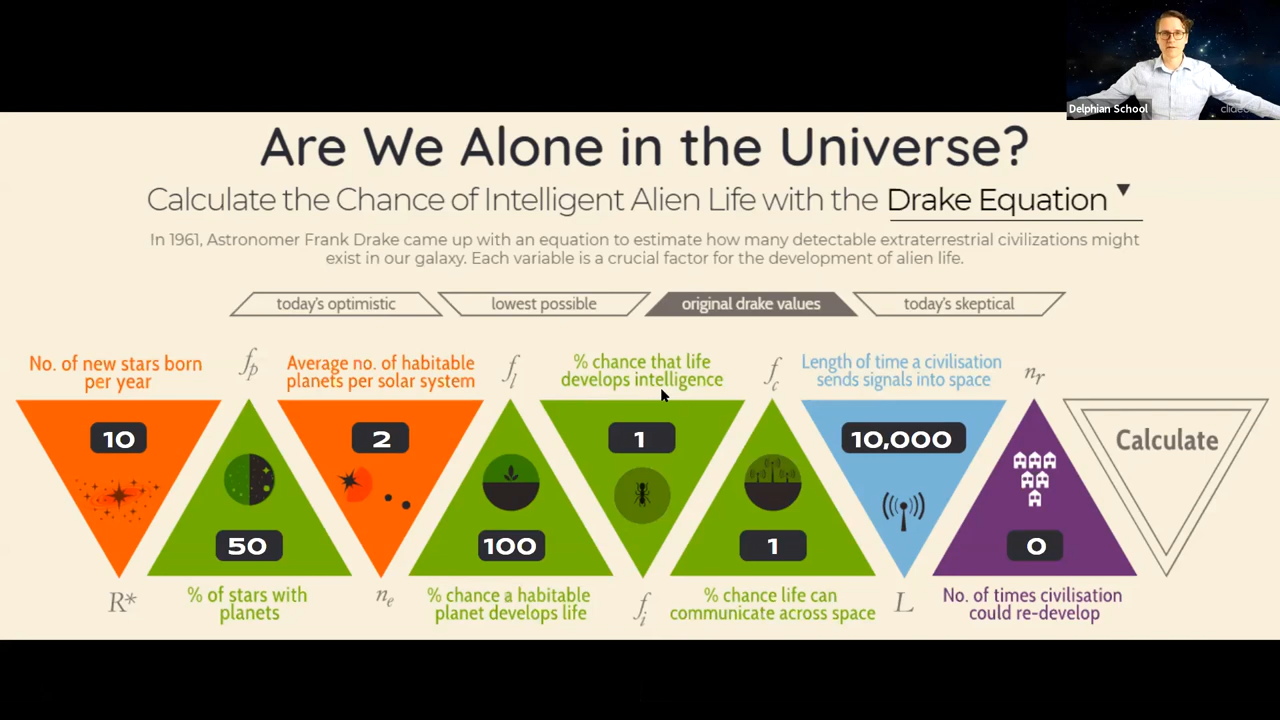 Delphian School
Are We Alone in the Universe?
Calculate the Chance of Intelligent Alien Life with the Drake Equation ▼
In 1961, Astronomer Frank Drake came up with an equation to estimate how many detectable extraterrestrial civilizations might
exist in our galaxy. Each variable is a crucial factor for the development of alien life.
today's optimistic
lowest possible
original drake values
today's skeptical
No. of new stars born
per year
10
R*
fp
50
% of stars with
planets
Average no. of habitable
planets per solar system
2
ne
fl
100
% chance a habitable
planet develops life
% chance that life
develops intelligence
1
fi
fc
1
% chance life can
communicate across space
Length of time a civilisation
sends signals into space
10,000
L
nr
0
No. of times civilisation
could re-develop
Calculate